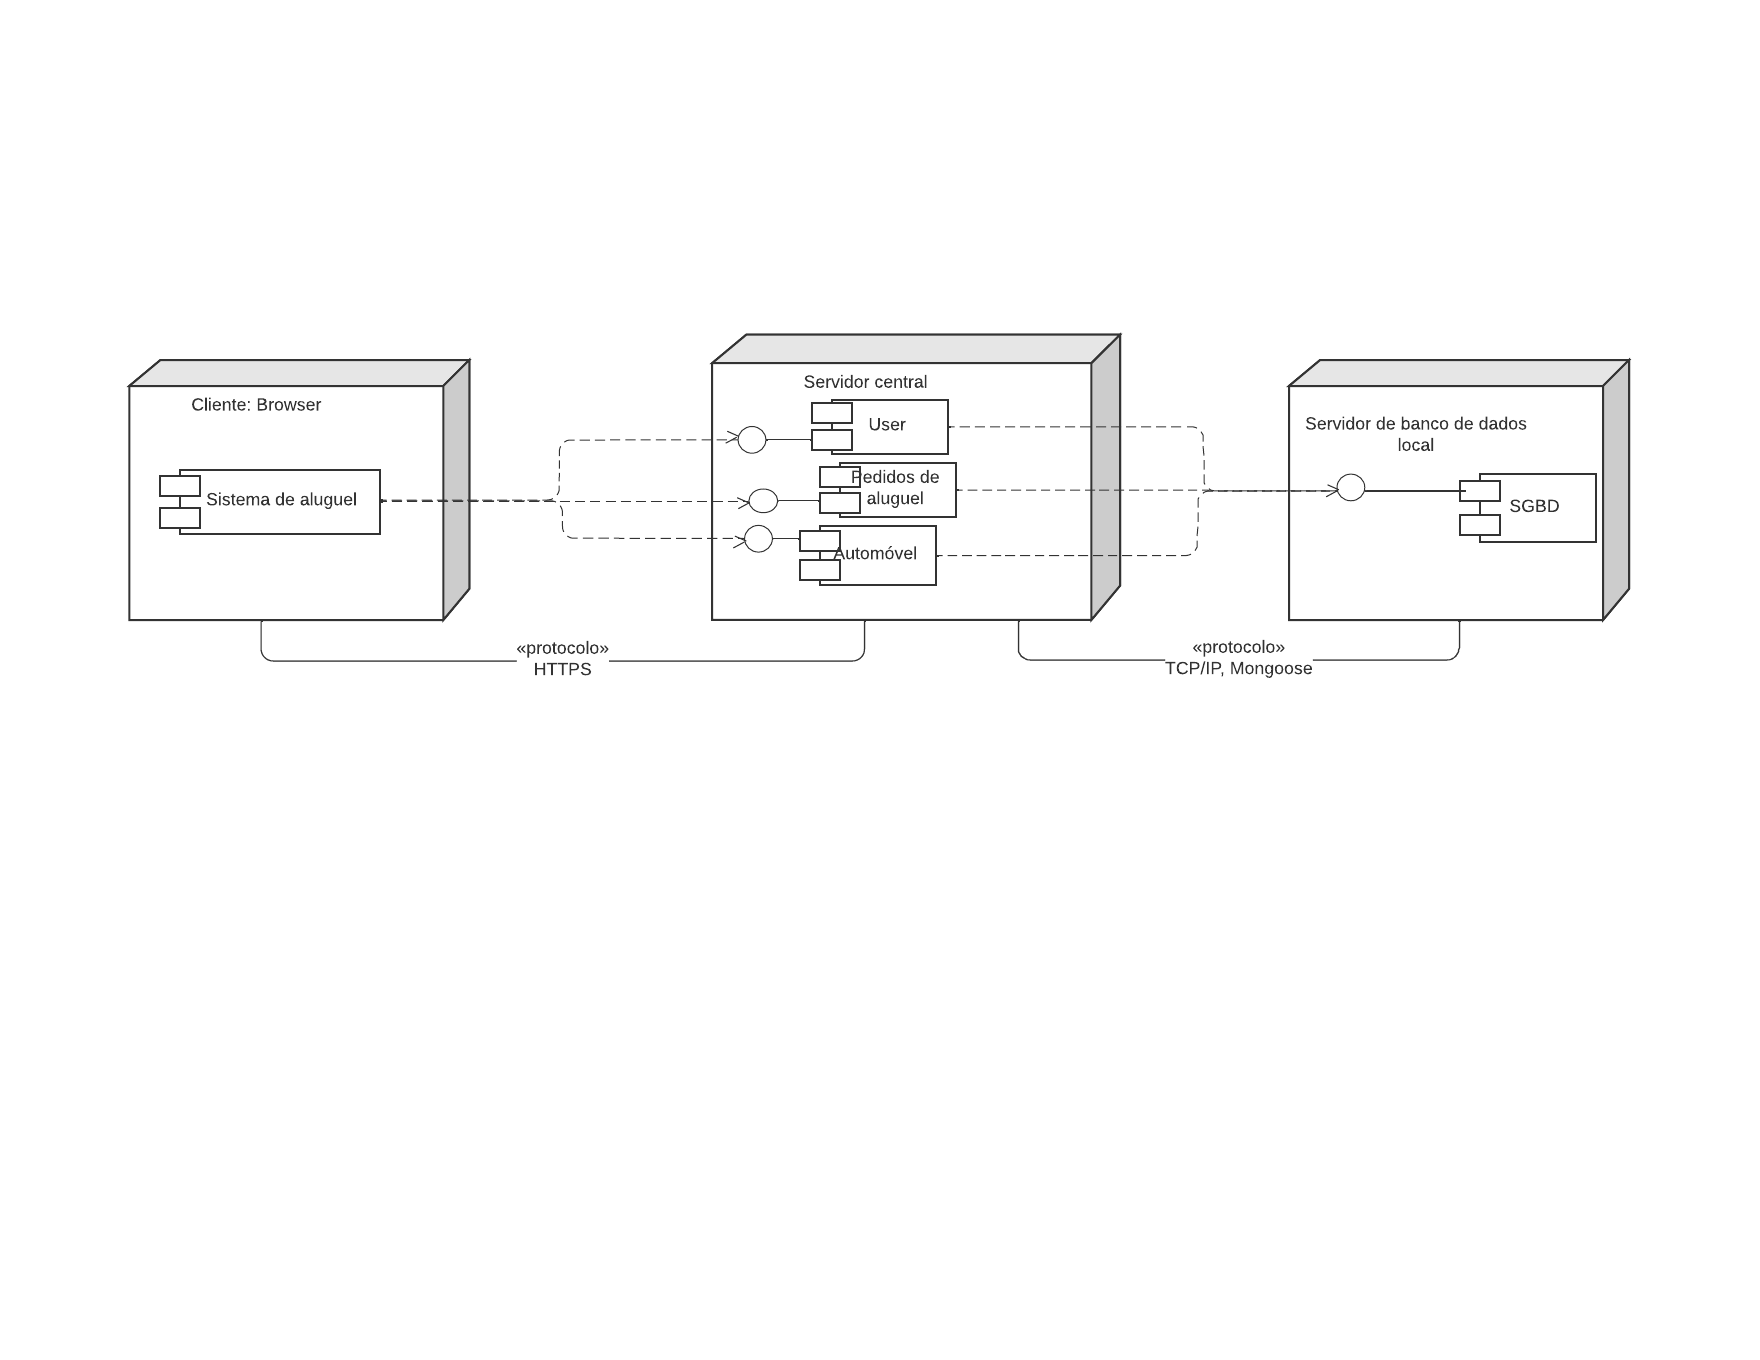 Cliente: Browser
Sistema de aluguel
Servidor central
User
Pedidos de
aluguel
Automóvel
Servidor de banco de dados
local
SGBD
«protocolo»
HTTPS
«protocolo»
TCP/IP, Mongoose